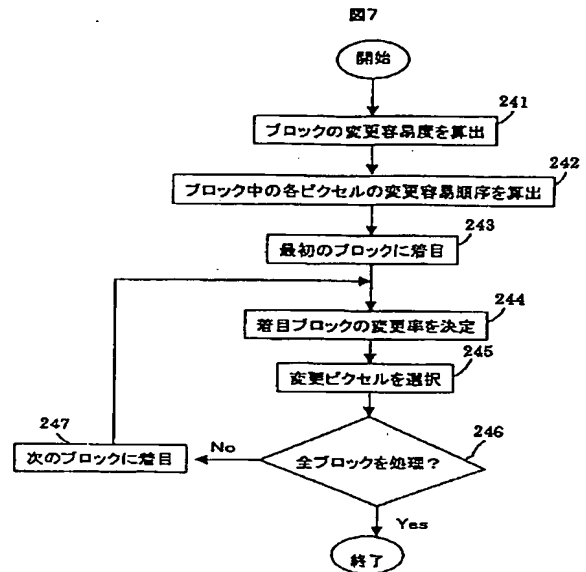 図7
開始
241
ブロックの変更容易度を算出
242
ブロック中の各ピクセルの変更容易順序を算出
243
最初のブロックに着目
244
着目ブロックの変更率を決定
245
変更ピクセルを選択
246
全ブロックを処理?
No
247
次のブロックに着目
Yes
終了